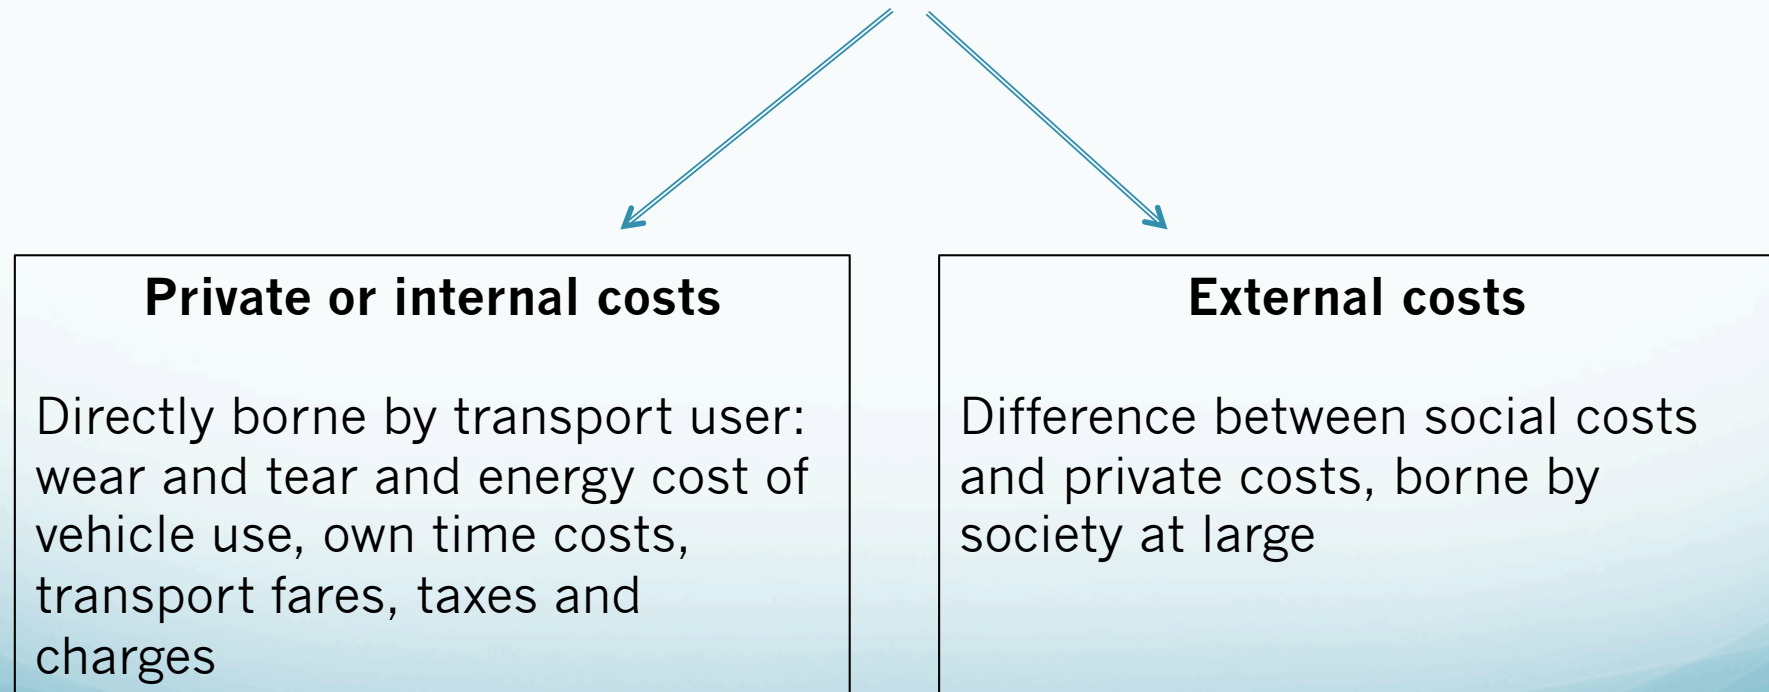 Private or internal costs
Directly borne by transport user:
wear and tear and energy cost of
vehicle use, own time costs,
transport fares, taxes and
charges
External costs
Difference between social costs
and private costs, borne by
society at large